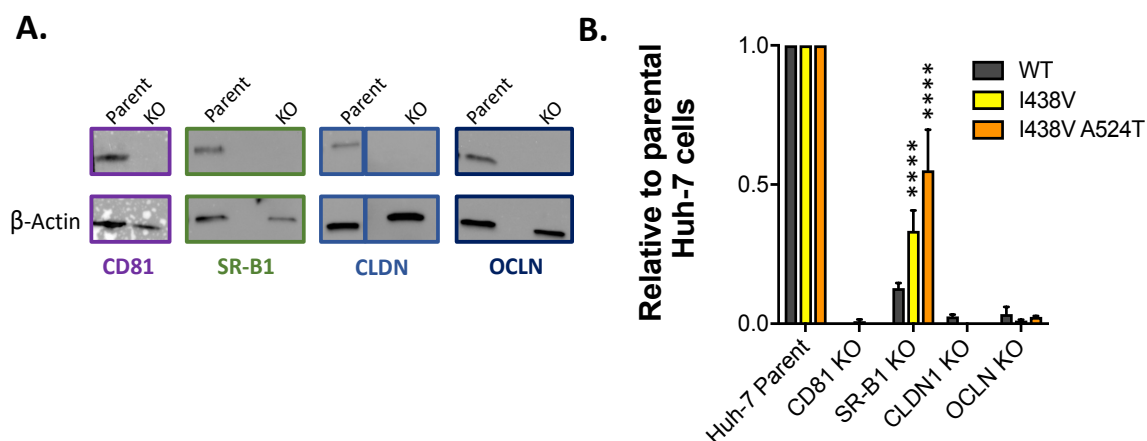 A.
Parent KO Parent KO Parent KO Parent KO
β-Actin
CD81 SR-B1 CLDN OCLN
B.
Relative to parental
Huh-7 cells
1.0
0.5
0.0
**** ****
WT
I438V
I438V A524T
Huh-7 Parent
CD81 KO
SR-B1 KO
CLDN1 KO
OCLN KO